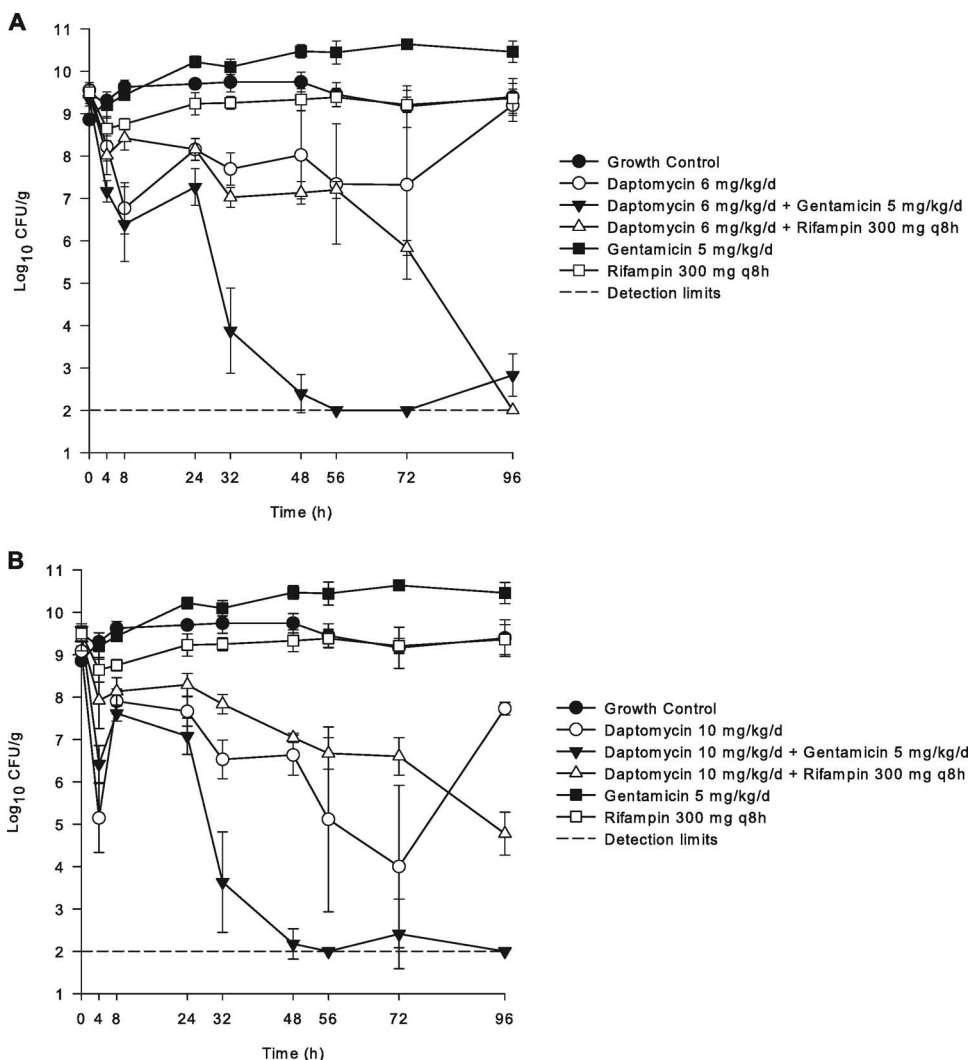 A
11
10
9
8
7
6
5
4
3
2
1
Log10 CFU/g
0 4 8 24 32 48 56 72 96
Time (h)
Growth Control
Daptomycin 6 mg/kg/d
Daptomycin 6 mg/kg/d + Gentamicin 5 mg/kg/d
Daptomycin 6 mg/kg/d + Rifampin 300 mg q8h
Gentamicin 5 mg/kg/d
Rifampin 300 mg q8h
Detection limits
B
11
10
9
8
7
6
5
4
3
2
1
Log10 CFU/g
0 4 8 24 32 48 56 72 96
Time (h)
Growth Control
Daptomycin 10 mg/kg/d
Daptomycin 10 mg/kg/d + Gentamicin 5 mg/kg/d
Daptomycin 10 mg/kg/d + Rifampin 300 mg q8h
Gentamicin 5 mg/kg/d
Rifampin 300 mg q8h
Detection limits